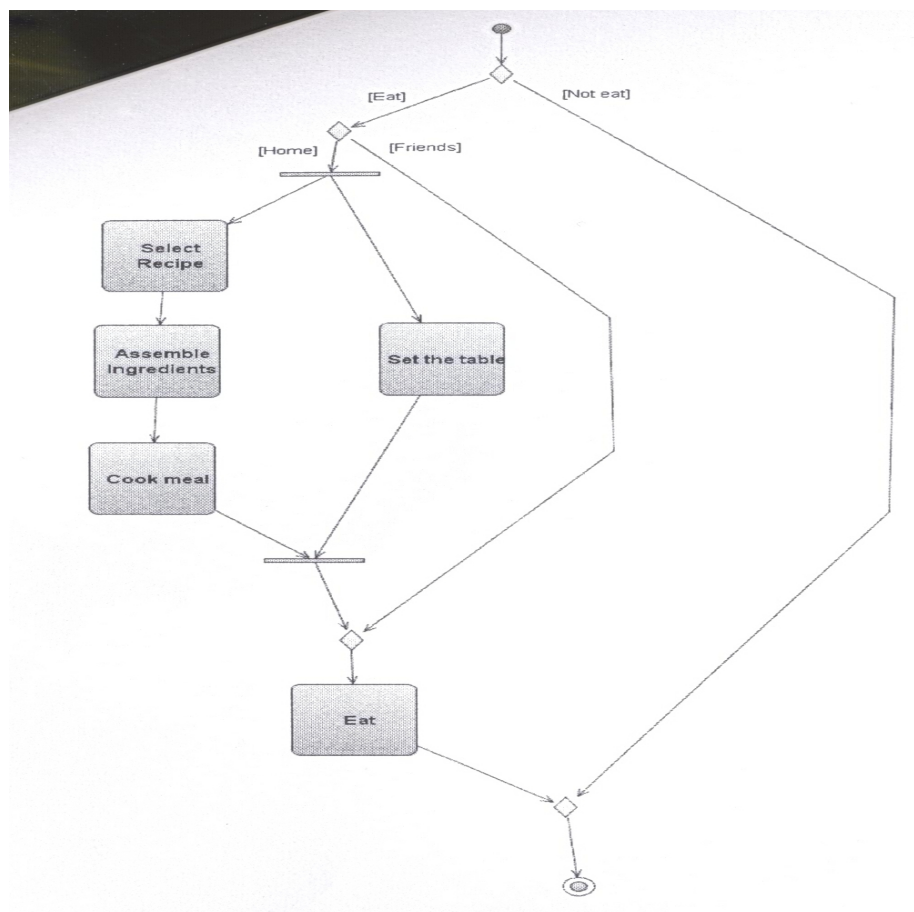 [Eat]
[Not eat]
[Home]
[Friends]
Select
Recipe
Assemble
Ingredients
Set the table
Cook meal
Eat